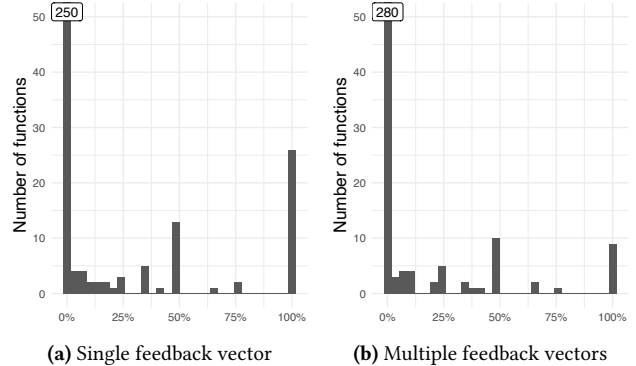 250
50
40
30
20
10
0
Number of functions
0% 25% 50% 75% 100%
(a) Single feedback vector
280
50
40
30
20
10
0
Number of functions
0% 25% 50% 75% 100%
(b) Multiple feedback vectors